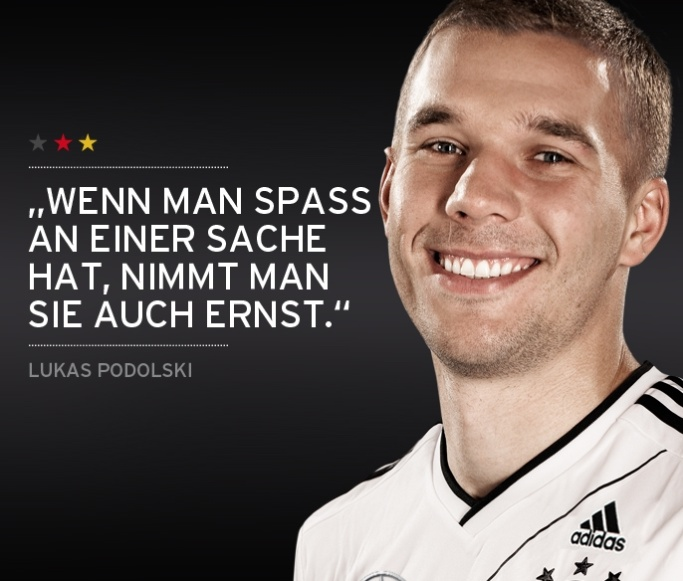 „WENN MAN SPASS
AN EINER SACHE
HAT, NIMMT MAN
SIE AUCH ERNST.“
LUKAS PODOLSKI
adidas